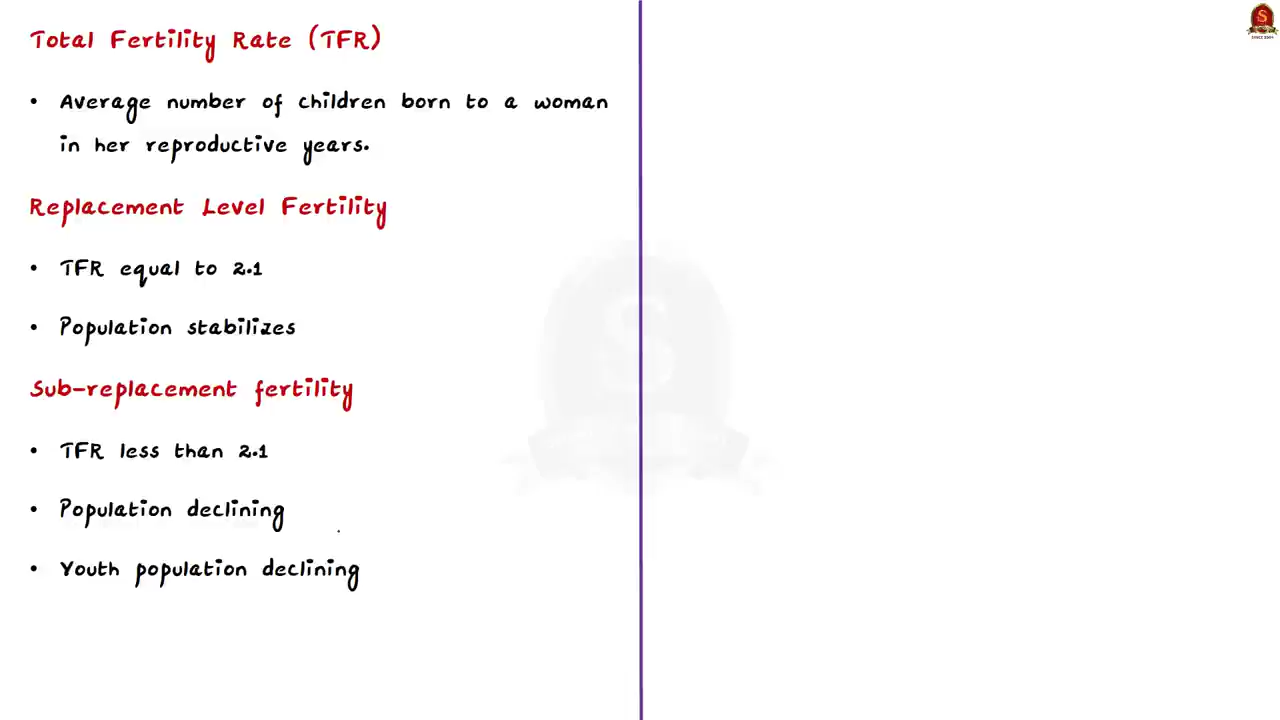 Total Fertility Rate (TFR)
• Average number of children born to a woman
in her reproductive years.
Replacement Level Fertility
• TFR equal to 2.1
• Population stabilizes
Sub-replacement fertility
• TFR less than 2.1
• Population declining
• Youth population declining
S